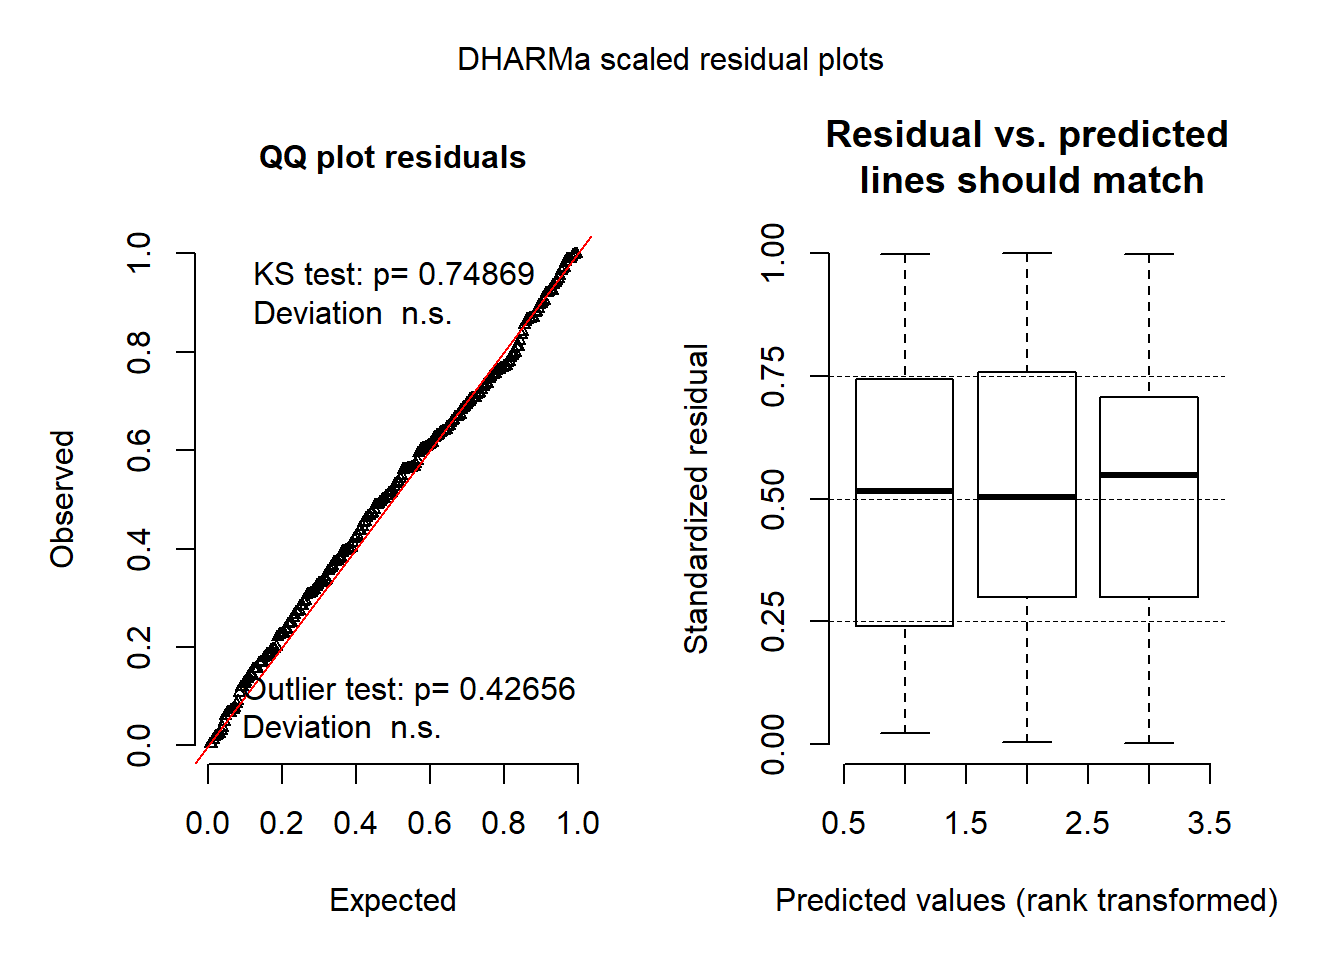 DHARMa scaled residual plots
QQ plot residuals
KS test: p= 0.74869
Deviation  n.s.
Outlier test: p= 0.42656
Deviation  n.s.
Observed
0.0
0.2
0.4
0.6
0.8
1.0
0.0 0.2 0.4 0.6 0.8 1.0
Expected
Residual vs. predicted
lines should match
Standardized residual
0.00
0.25
0.50
0.75
1.00
0.5 1.5 2.5 3.5
Predicted values (rank transformed)